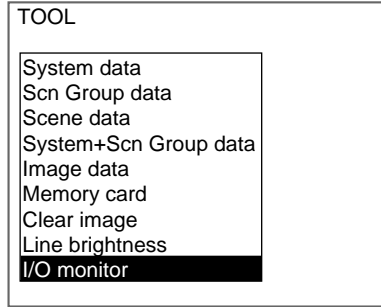 TOOL
System data
Scn Group data
Scene data
System+Scn Group data
Image data
Memory card
Clear image
Line brightness
I/O monitor